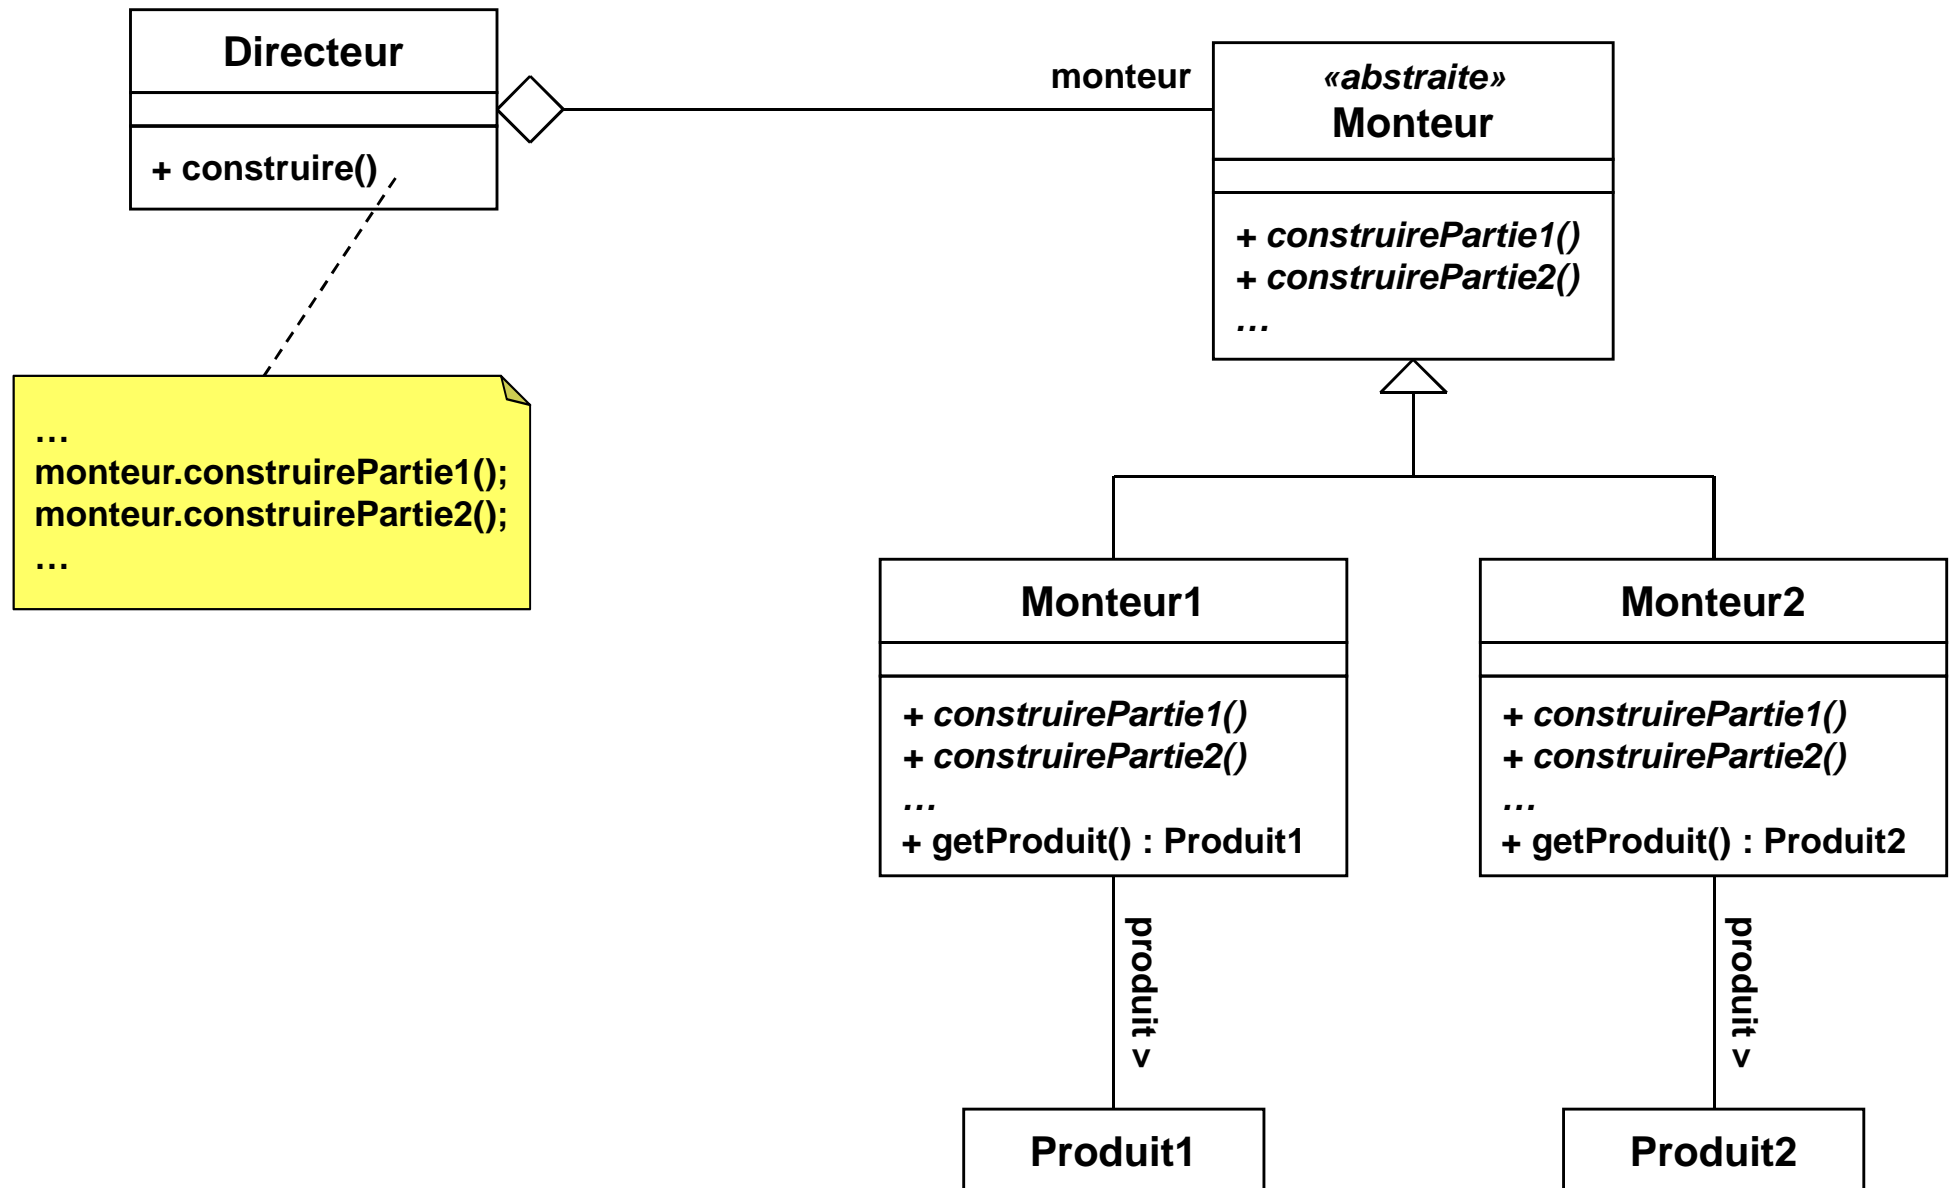 Directeur
+ construire()
monteur
«abstraite»
Monteur
+ construirePartie1()
+ construirePartie2()
…
…
monteur.construirePartie1();
monteur.construirePartie2();
…
Monteur1
+ construirePartie1()
+ construirePartie2()
…
+ getProduit() : Produit1
Monteur2
+ construirePartie1()
+ construirePartie2()
…
+ getProduit() : Produit2
produit >
produit >
Produit1
Produit2